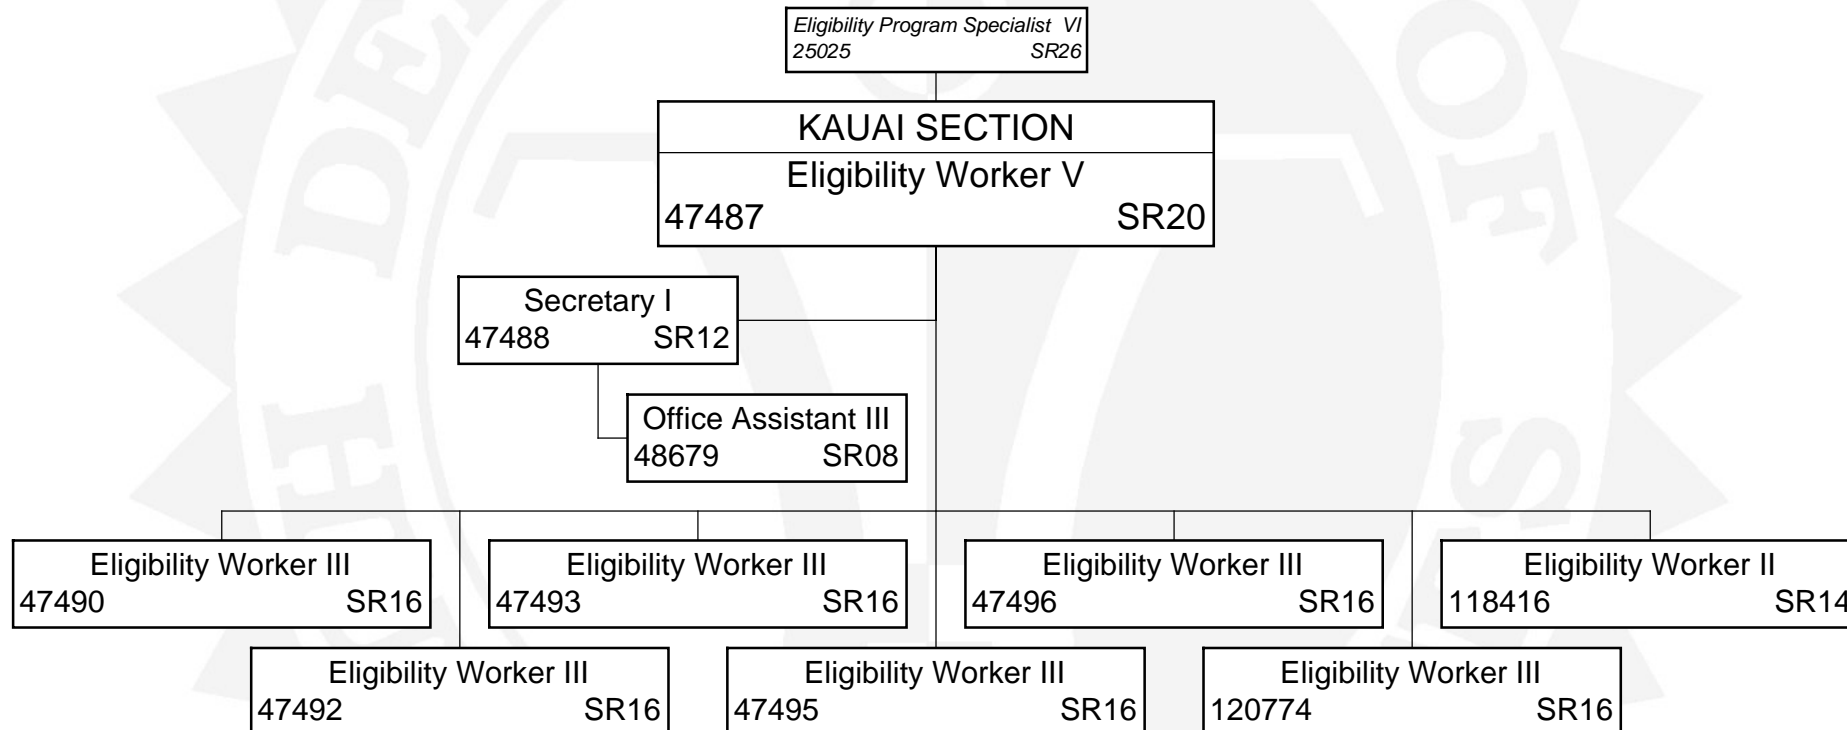 Eligibility Program Specialist VI
25025 SR26
KAUAI SECTION
Eligibility Worker V
47487 SR20
Secretary I
47488 SR12
Office Assistant III
48679 SR08
Eligibility Worker III
47490 SR16
Eligibility Worker III
47493 SR16
Eligibility Worker III
47496 SR16
Eligibility Worker II
118416 SR14
Eligibility Worker III
47492 SR16
Eligibility Worker III
47495 SR16
Eligibility Worker III
120774 SR16